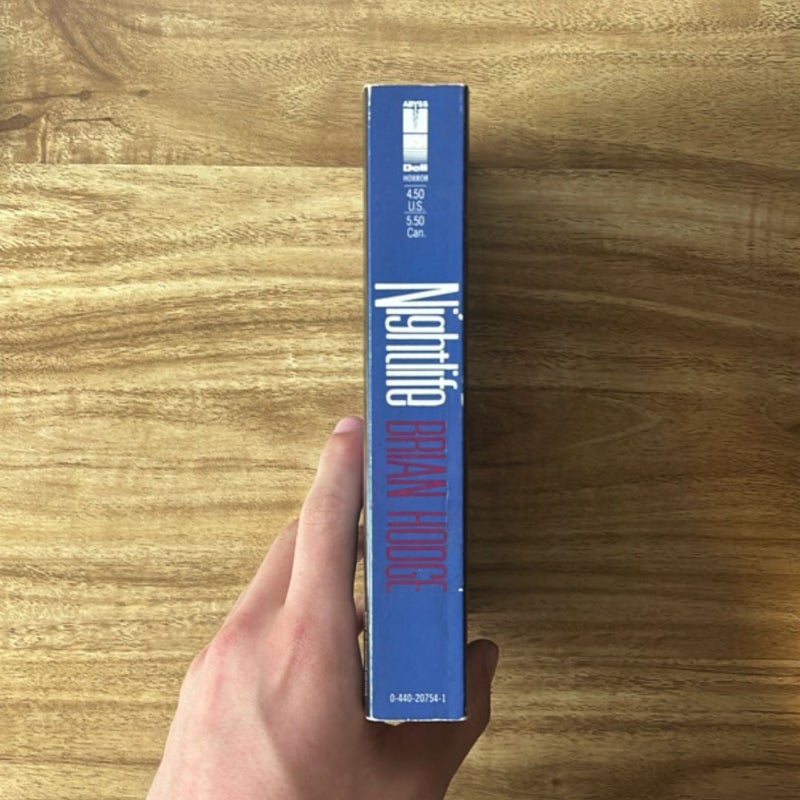 ABYSS
Dell
HORROR
4.50
U.S.
5.50
Can.
Nightlife BRIAN HODGE
0-440-20754-1